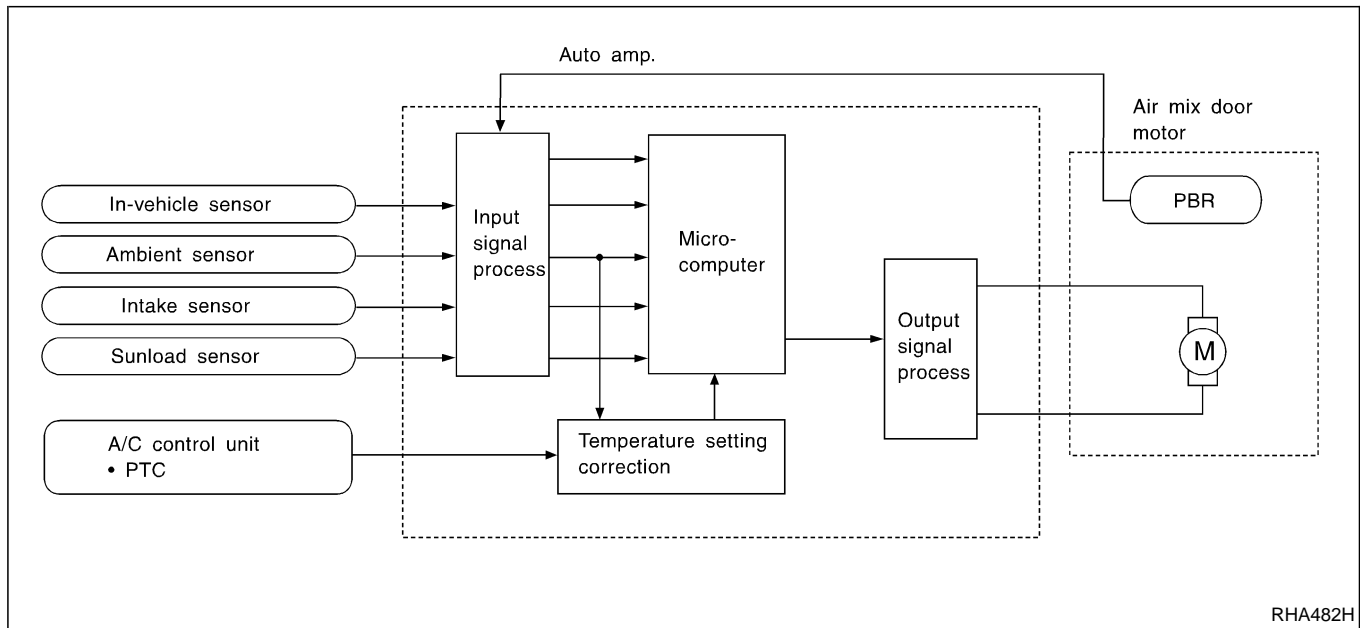 Auto amp.
Air mix door
motor
PBR
In-vehicle sensor
Ambient sensor
Intake sensor
Sunload sensor
Input
signal
process
Micro-
computer
Output
signal
process
M
A/C control unit
• PTC
Temperature setting
correction
RHA482H